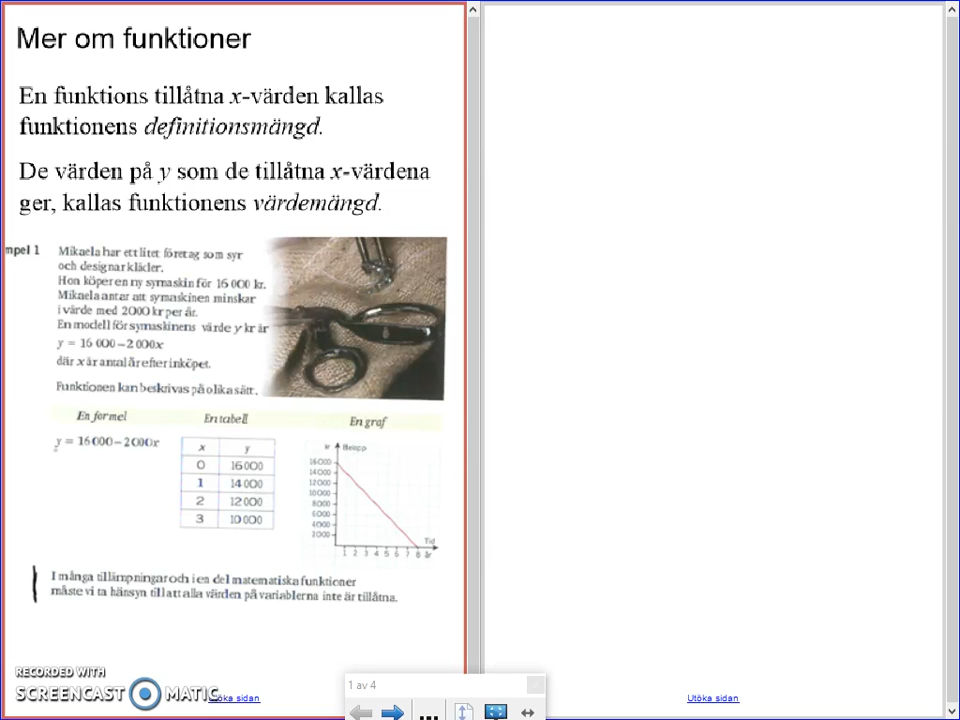 Mer om funktioner
En funktions tillåtna x-värden kallas
funktionens definitionsmängd.
De värden på y som de tillåtna x-värdena
ger, kallas funktionens värdemängd.
mpel 1
Mikaela har ett litet företag som syr
och designar kläder.
Hon köper en ny symaskin för 16 000 kr.
Mikaela antar att symaskinen minskar
i värde med 2000 kr per år.
En modell för symaskinens värde y kr är
y = 16 000 – 2 000x
där x är antal år efter inköpet.
Funktionen kan beskrivas på olika sätt.
En formel En tabell En graf
y = 16 000 – 2 000x
x y
0 16 000
1 14 000
2 12 000
3 10 000
kr Belopp
16 000
14 000
12 000
10 000
8 000
6 000
4 000
2 000
Tid
1 2 3 4 5 6 7 8 år
I många tillämpningar och i en del matematiska funktioner
måste vi ta hänsyn till att alla värden på variablerna inte är tillåtna.
RECORDED WITH
SCREENCAST MATIC
Utöka sidan
1 av 4
Utöka sidan